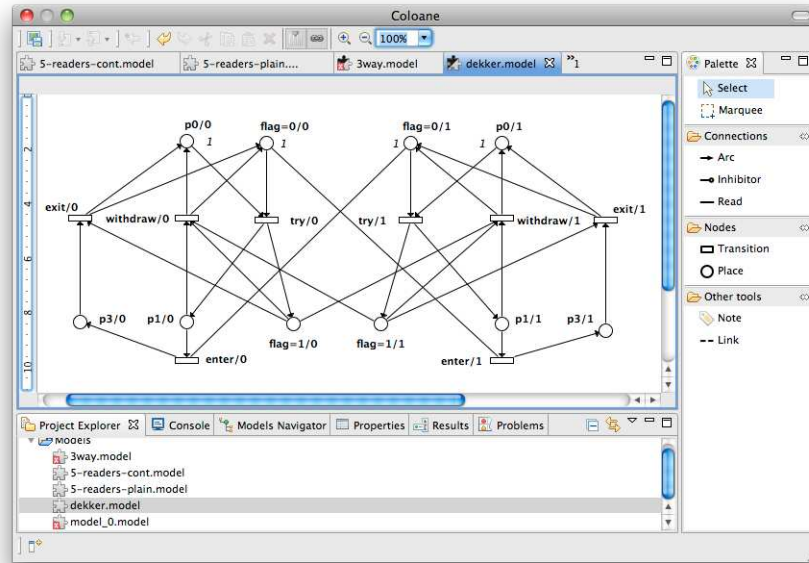 Coloane
100%
5-readers-cont.model
5-readers-plain....
3way.model
dekker.model
»1
Palette
Select
Marquee
Connections
Arc
Inhibitor
Read
Nodes
Transition
Place
Other tools
Note
Link
2
4
6
8
10
p0/0
flag=0/0
flag=0/1
p0/1
1
1
1
1
exit/0
withdraw/0
try/0
try/1
withdraw/1
exit/1
p3/0
p1/0
flag=1/0
flag=1/1
p1/1
p3/1
enter/0
enter/1
Project Explorer
Console
Models Navigator
Properties
Results
Problems
Models
3way.model
5-readers-cont.model
5-readers-plain.model
dekker.model
model_0.model